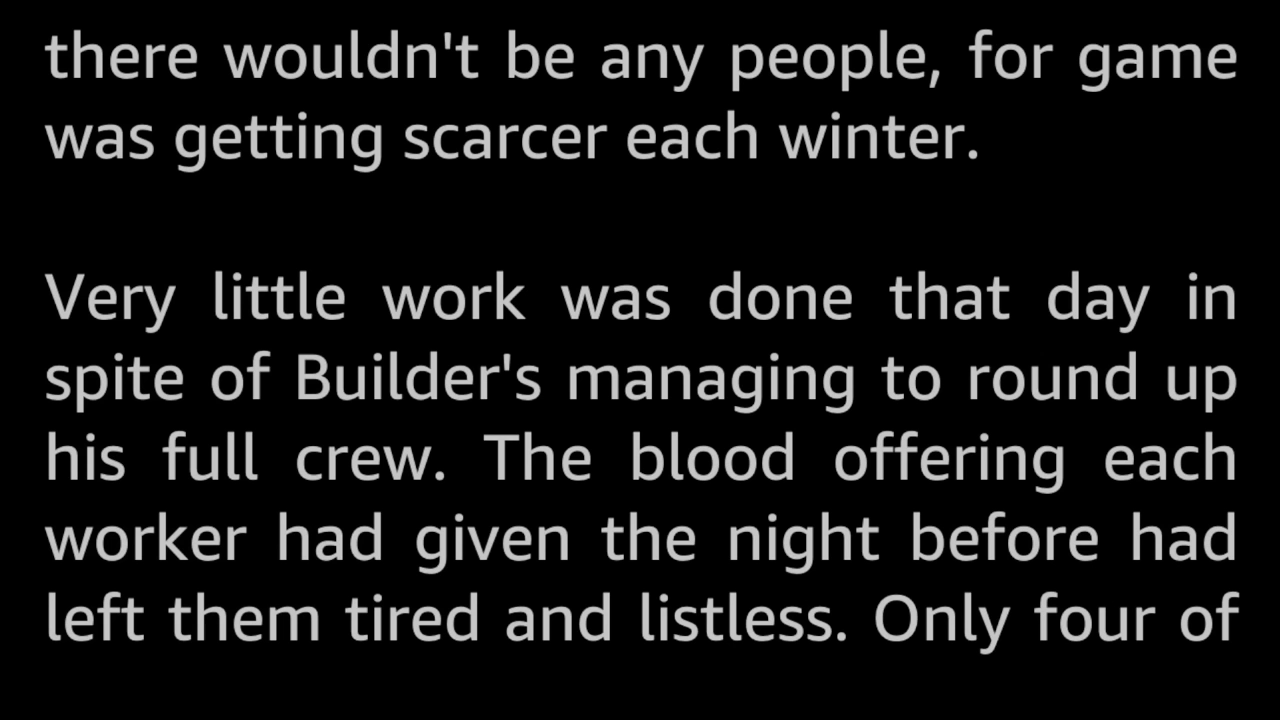 there wouldn't be any people, for game
was getting scarcer each winter.
Very little work was done that day in
spite of Builder's managing to round up
his full crew. The blood offering each
worker had given the night before had
left them tired and listless. Only four of